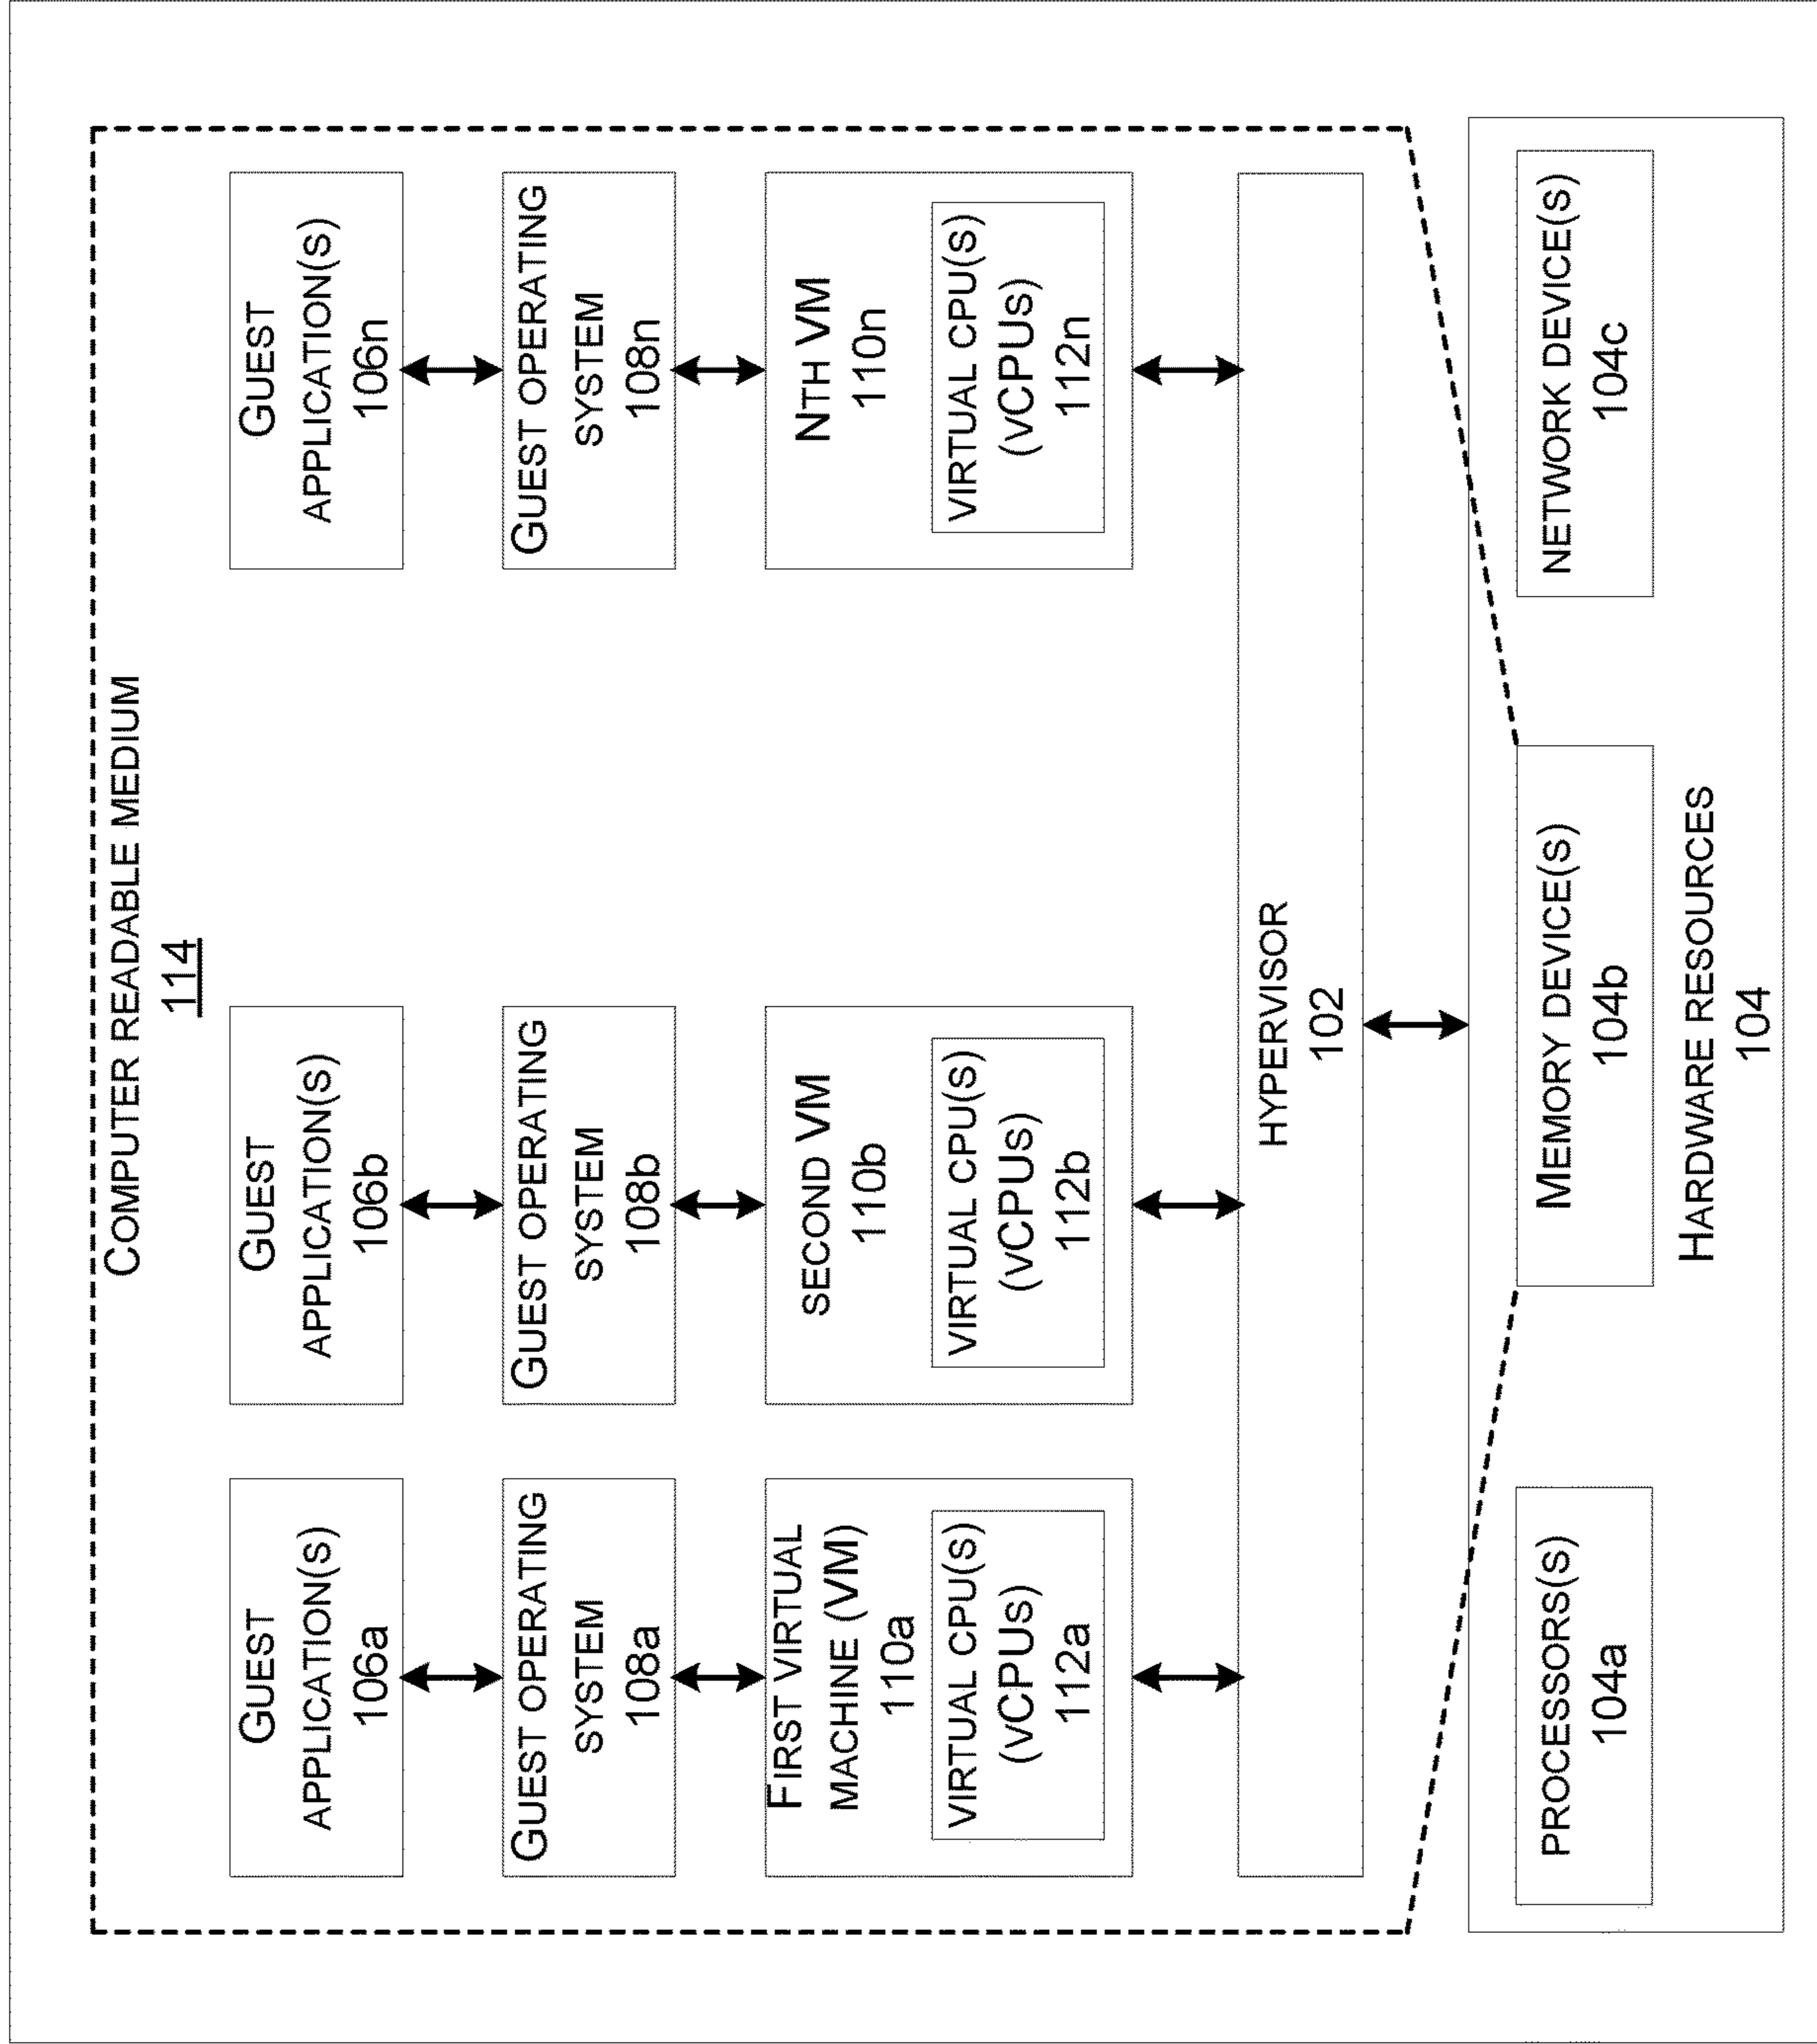 COMPUTER READABLE MEDIUM
114
GUEST
APPLICATION(S)
106a
GUEST
APPLICATION(S)
106b
GUEST
APPLICATION(S)
106n
GUEST OPERATING
SYSTEM
108a
GUEST OPERATING
SYSTEM
108b
GUEST OPERATING
SYSTEM
108n
FIRST VIRTUAL
MACHINE (VM)
110a
VIRTUAL CPU(S)
(VCPUS)
112a
SECOND VM
110b
VIRTUAL CPU(S)
(VCPUS)
112b
NTH VM
110n
VIRTUAL CPU(S)
(VCPUS)
112n
HYPERVISOR
102
PROCESSORS(S)
104a
MEMORY DEVICE(S)
104b
NETWORK DEVICE(S)
104c
HARDWARE RESOURCES
104